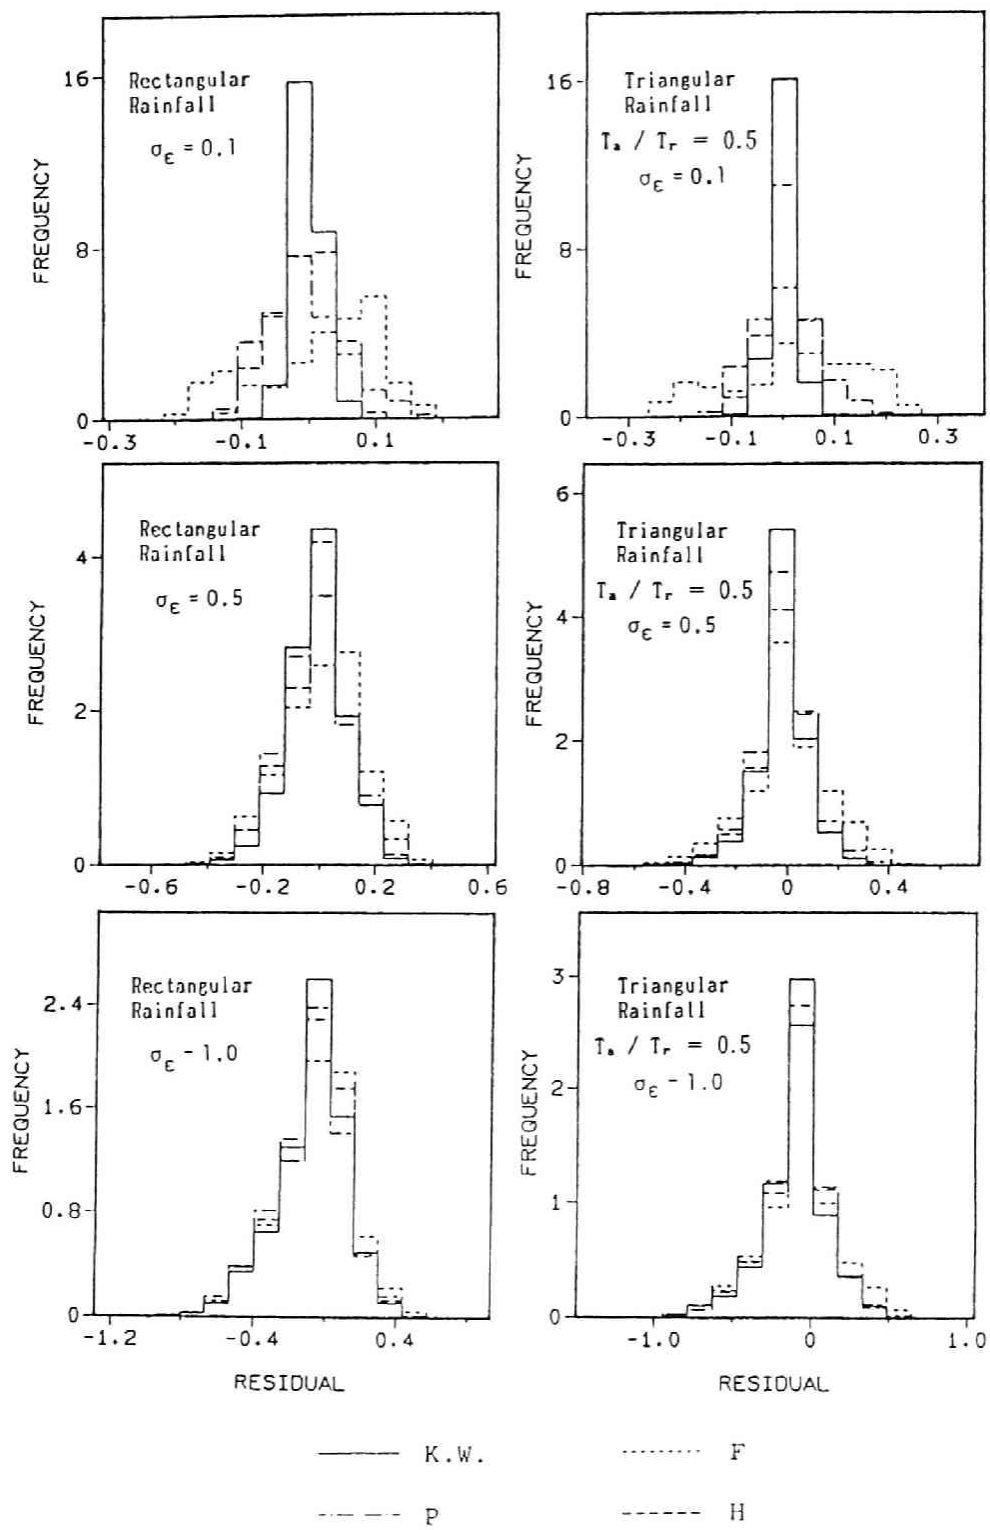 Rectangular
Rainfall
σε = 0.1
FREQUENCY
16
8
0
-0.3
-0.1
0.1
Triangular
Rainfall
Ta / Tr = 0.5
σε = 0.1
FREQUENCY
16
8
0
-0.3
-0.1
0.1
0.3
Rectangular
Rainfall
σε = 0.5
FREQUENCY
4
2
0
-0.6
-0.2
0.2
0.6
Triangular
Rainfall
Ta / Tr = 0.5
σε = 0.5
FREQUENCY
6
4
2
0
-0.8
-0.4
0
0.4
Rectangular
Rainfall
σε - 1.0
FREQUENCY
2.4
1.6
0.8
0
-1.2
-0.4
0.4
RESIDUAL
Triangular
Rainfall
Ta / Tr = 0.5
σε - 1.0
FREQUENCY
3
2
1
0
-1.0
0
1.0
RESIDUAL
K.W.
F
P
H